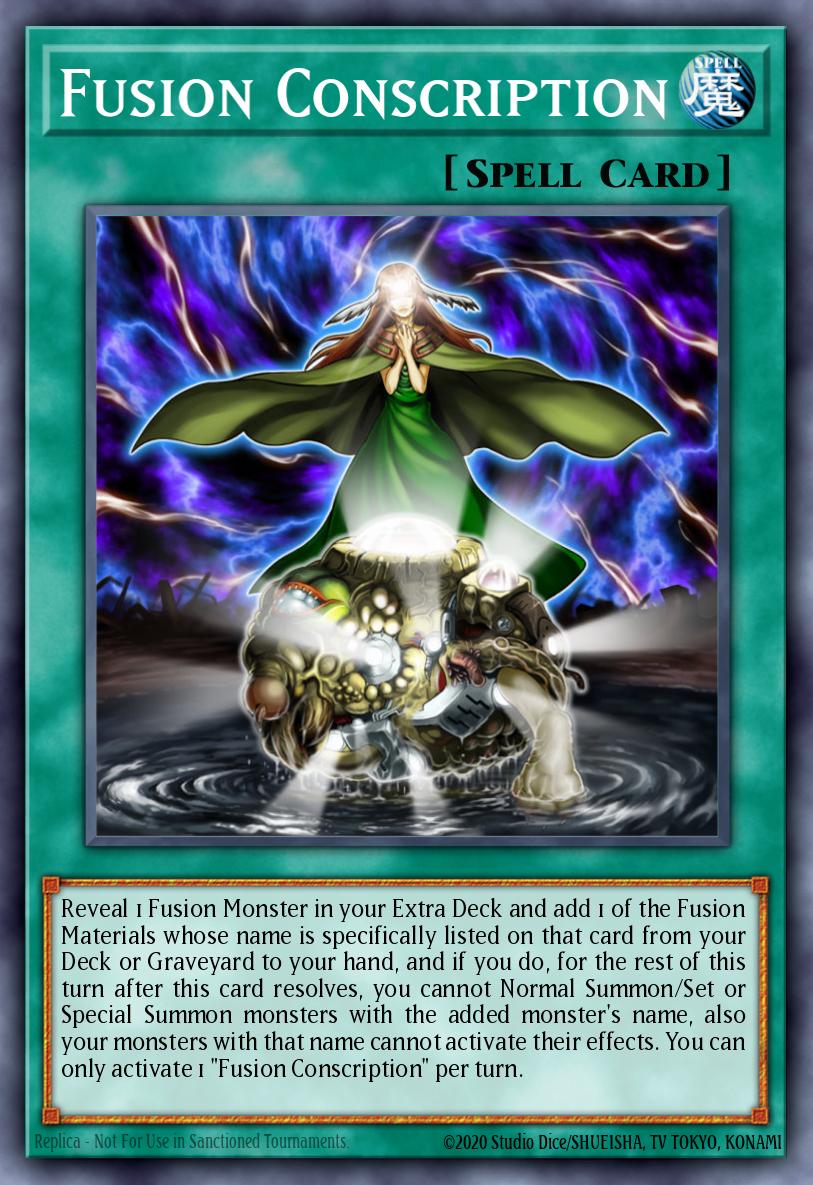 Fusion Conscription
SPELL
魔
[ Spell Card ]
Reveal 1 Fusion Monster in your Extra Deck and add 1 of the Fusion
Materials whose name is specifically listed on that card from your
Deck or Graveyard to your hand, and if you do, for the rest of this
turn after this card resolves, you cannot Normal Summon/Set or
Special Summon monsters with the added monster's name, also
your monsters with that name cannot activate their effects. You can
only activate 1 "Fusion Conscription" per turn.
Replica - Not For Use in Sanctioned Tournaments.
©2020 Studio Dice/SHUEISHA, TV TOKYO, KONAMI